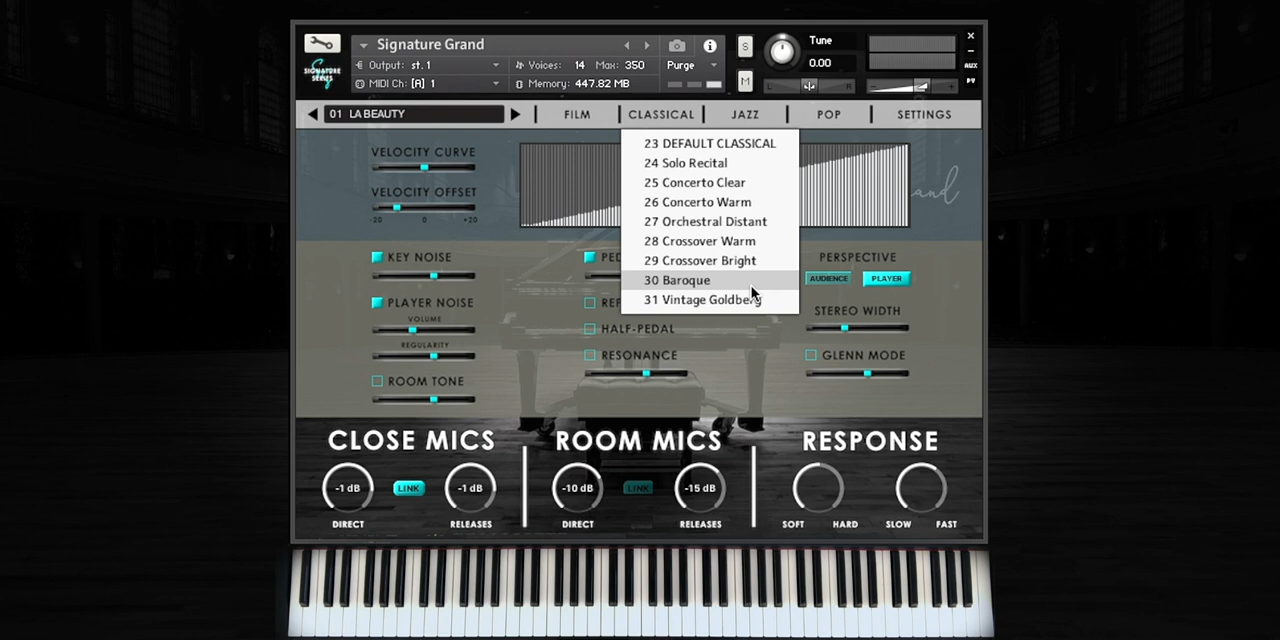 Signature Grand
Output: st. 1
Voices: 14 Max: 350
Purge
MIDI Ch: [A] 1
Memory: 447.82 MB
S
M
Tune
0.00
L
R
AUX
PV
SIGNATURE
SERIES
01 LA BEAUTY
FILM
CLASSICAL
JAZZ
POP
SETTINGS
23 DEFAULT CLASSICAL
24 Solo Recital
25 Concerto Clear
26 Concerto Warm
27 Orchestral Distant
28 Crossover Warm
29 Crossover Bright
30 Baroque
31 Vintage Goldberg
VELOCITY CURVE
VELOCITY OFFSET
-20 0 +20
KEY NOISE
PLAYER NOISE
VOLUME
REGULARITY
ROOM TONE
HALF-PEDAL
RESONANCE
PERSPECTIVE
AUDIENCE
PLAYER
STEREO WIDTH
GLENN MODE
CLOSE MICS
-1 dB
LINK
-1 dB
DIRECT
RELEASES
ROOM MICS
-10 dB
LINK
-15 dB
DIRECT
RELEASES
RESPONSE
SOFT
HARD
SLOW
FAST